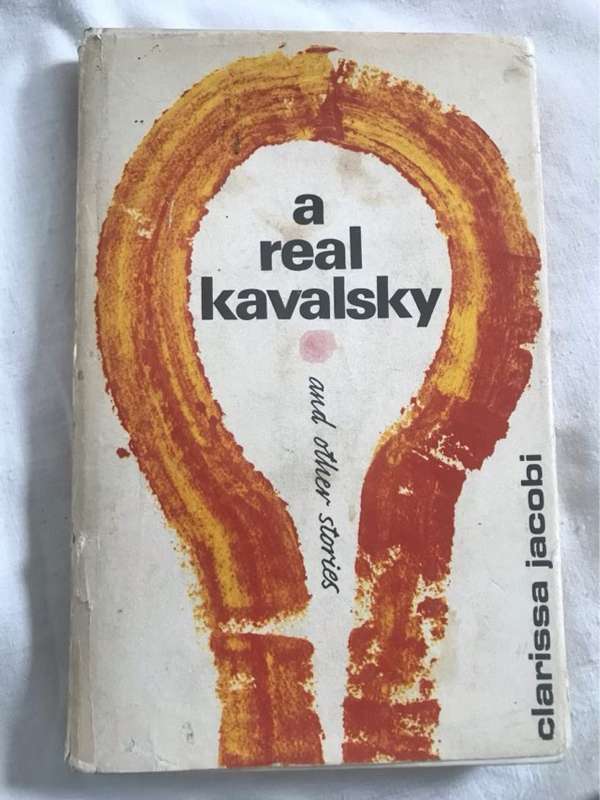 a
real
kavalsky
and other stories
clarissa jacobi